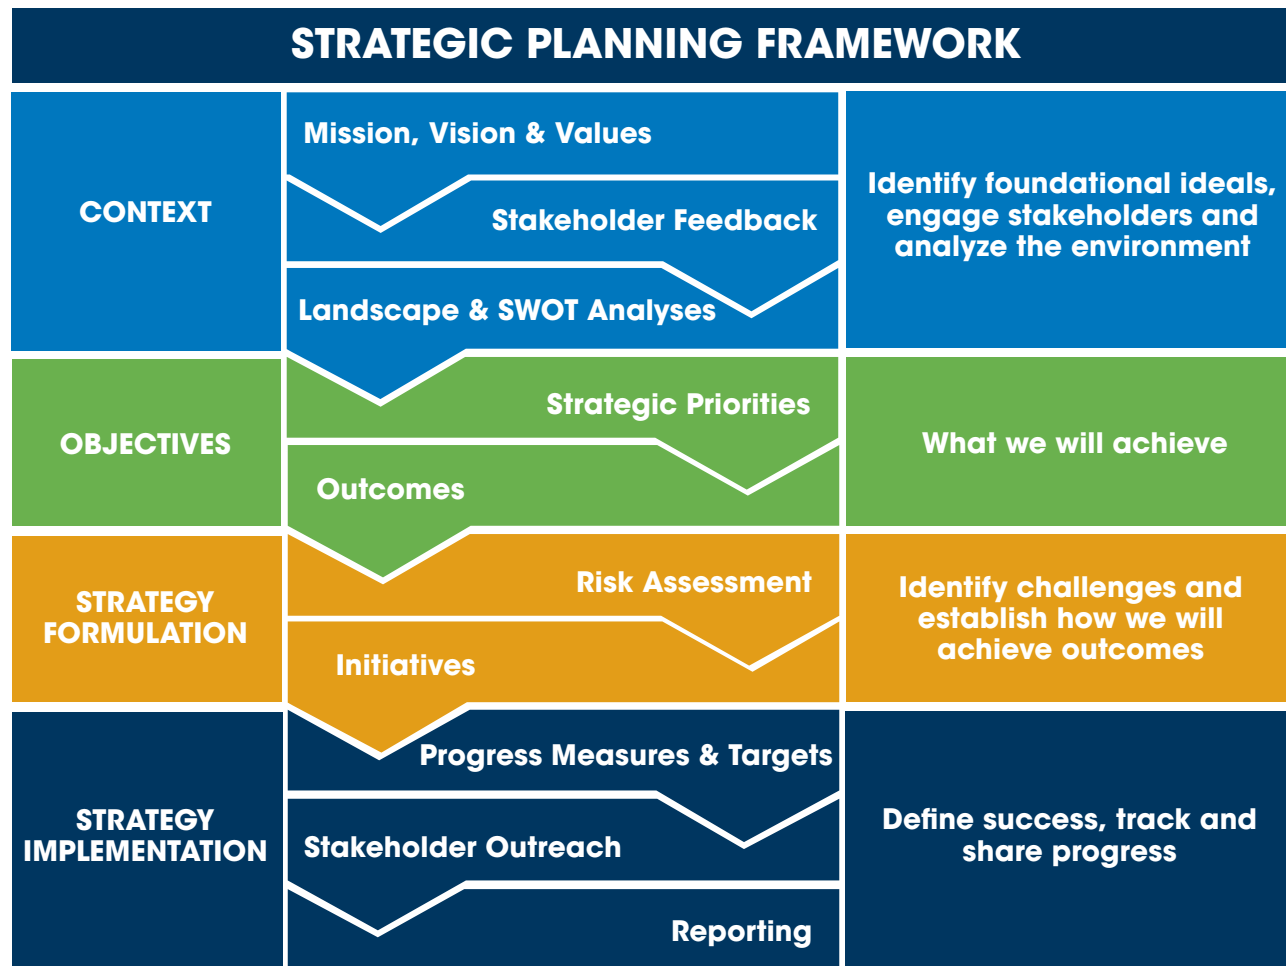 STRATEGIC PLANNING FRAMEWORK
CONTEXT
Mission, Vision & Values
Stakeholder Feedback
Landscape & SWOT Analyses
Identify foundational ideals,
engage stakeholders and
analyze the environment
OBJECTIVES
Strategic Priorities
Outcomes
What we will achieve
STRATEGY
FORMULATION
Risk Assessment
Initiatives
Identify challenges and
establish how we will
achieve outcomes
STRATEGY
IMPLEMENTATION
Progress Measures & Targets
Stakeholder Outreach
Reporting
Define success, track and
share progress